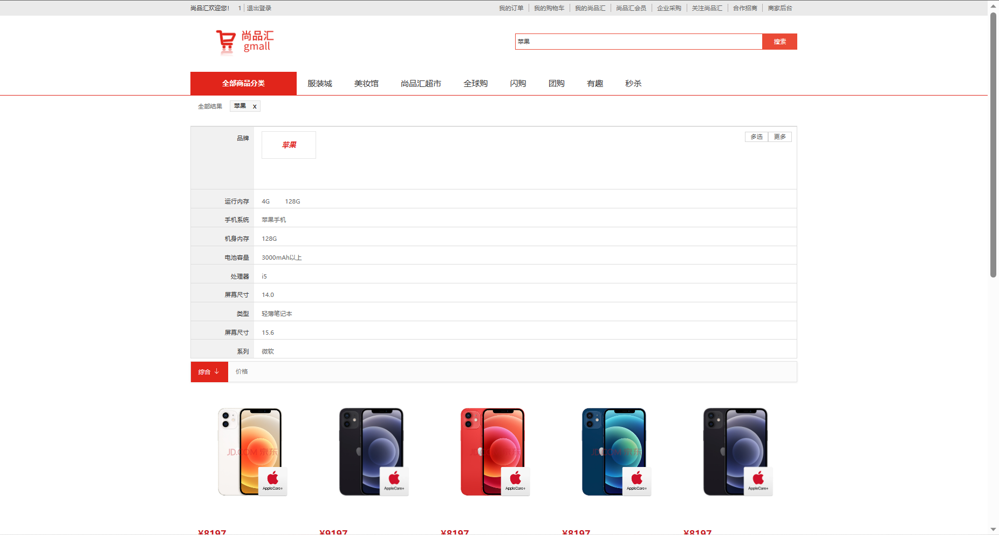 尚品汇欢迎您! 1 退出登录 我的订单 我的购物车 我的尚品汇 尚品汇会员 企业采购 关注尚品汇 合作招商 商家后台
尚品汇
gmall
苹果 搜索
全部商品分类 服装城 美妆馆 尚品汇超市 全球购 闪购 团购 有趣 秒杀
全部结果 苹果 x
品牌 苹果 多选 更多
运行内存 4G 128G
手机系统 苹果手机
机身内存 128G
电池容量 3000mAh以上
处理器 i5
屏幕尺寸 14.0
类型 轻薄笔记本
屏幕尺寸 15.6
系列 微软
综合 ↓ 价格
JD.COM 京东 JD.COM 京东 JD.COM 京东
AppleCare+ AppleCare+ AppleCare+ AppleCare+ AppleCare+
¥8197 ¥9197 ¥8197 ¥8197 ¥8197